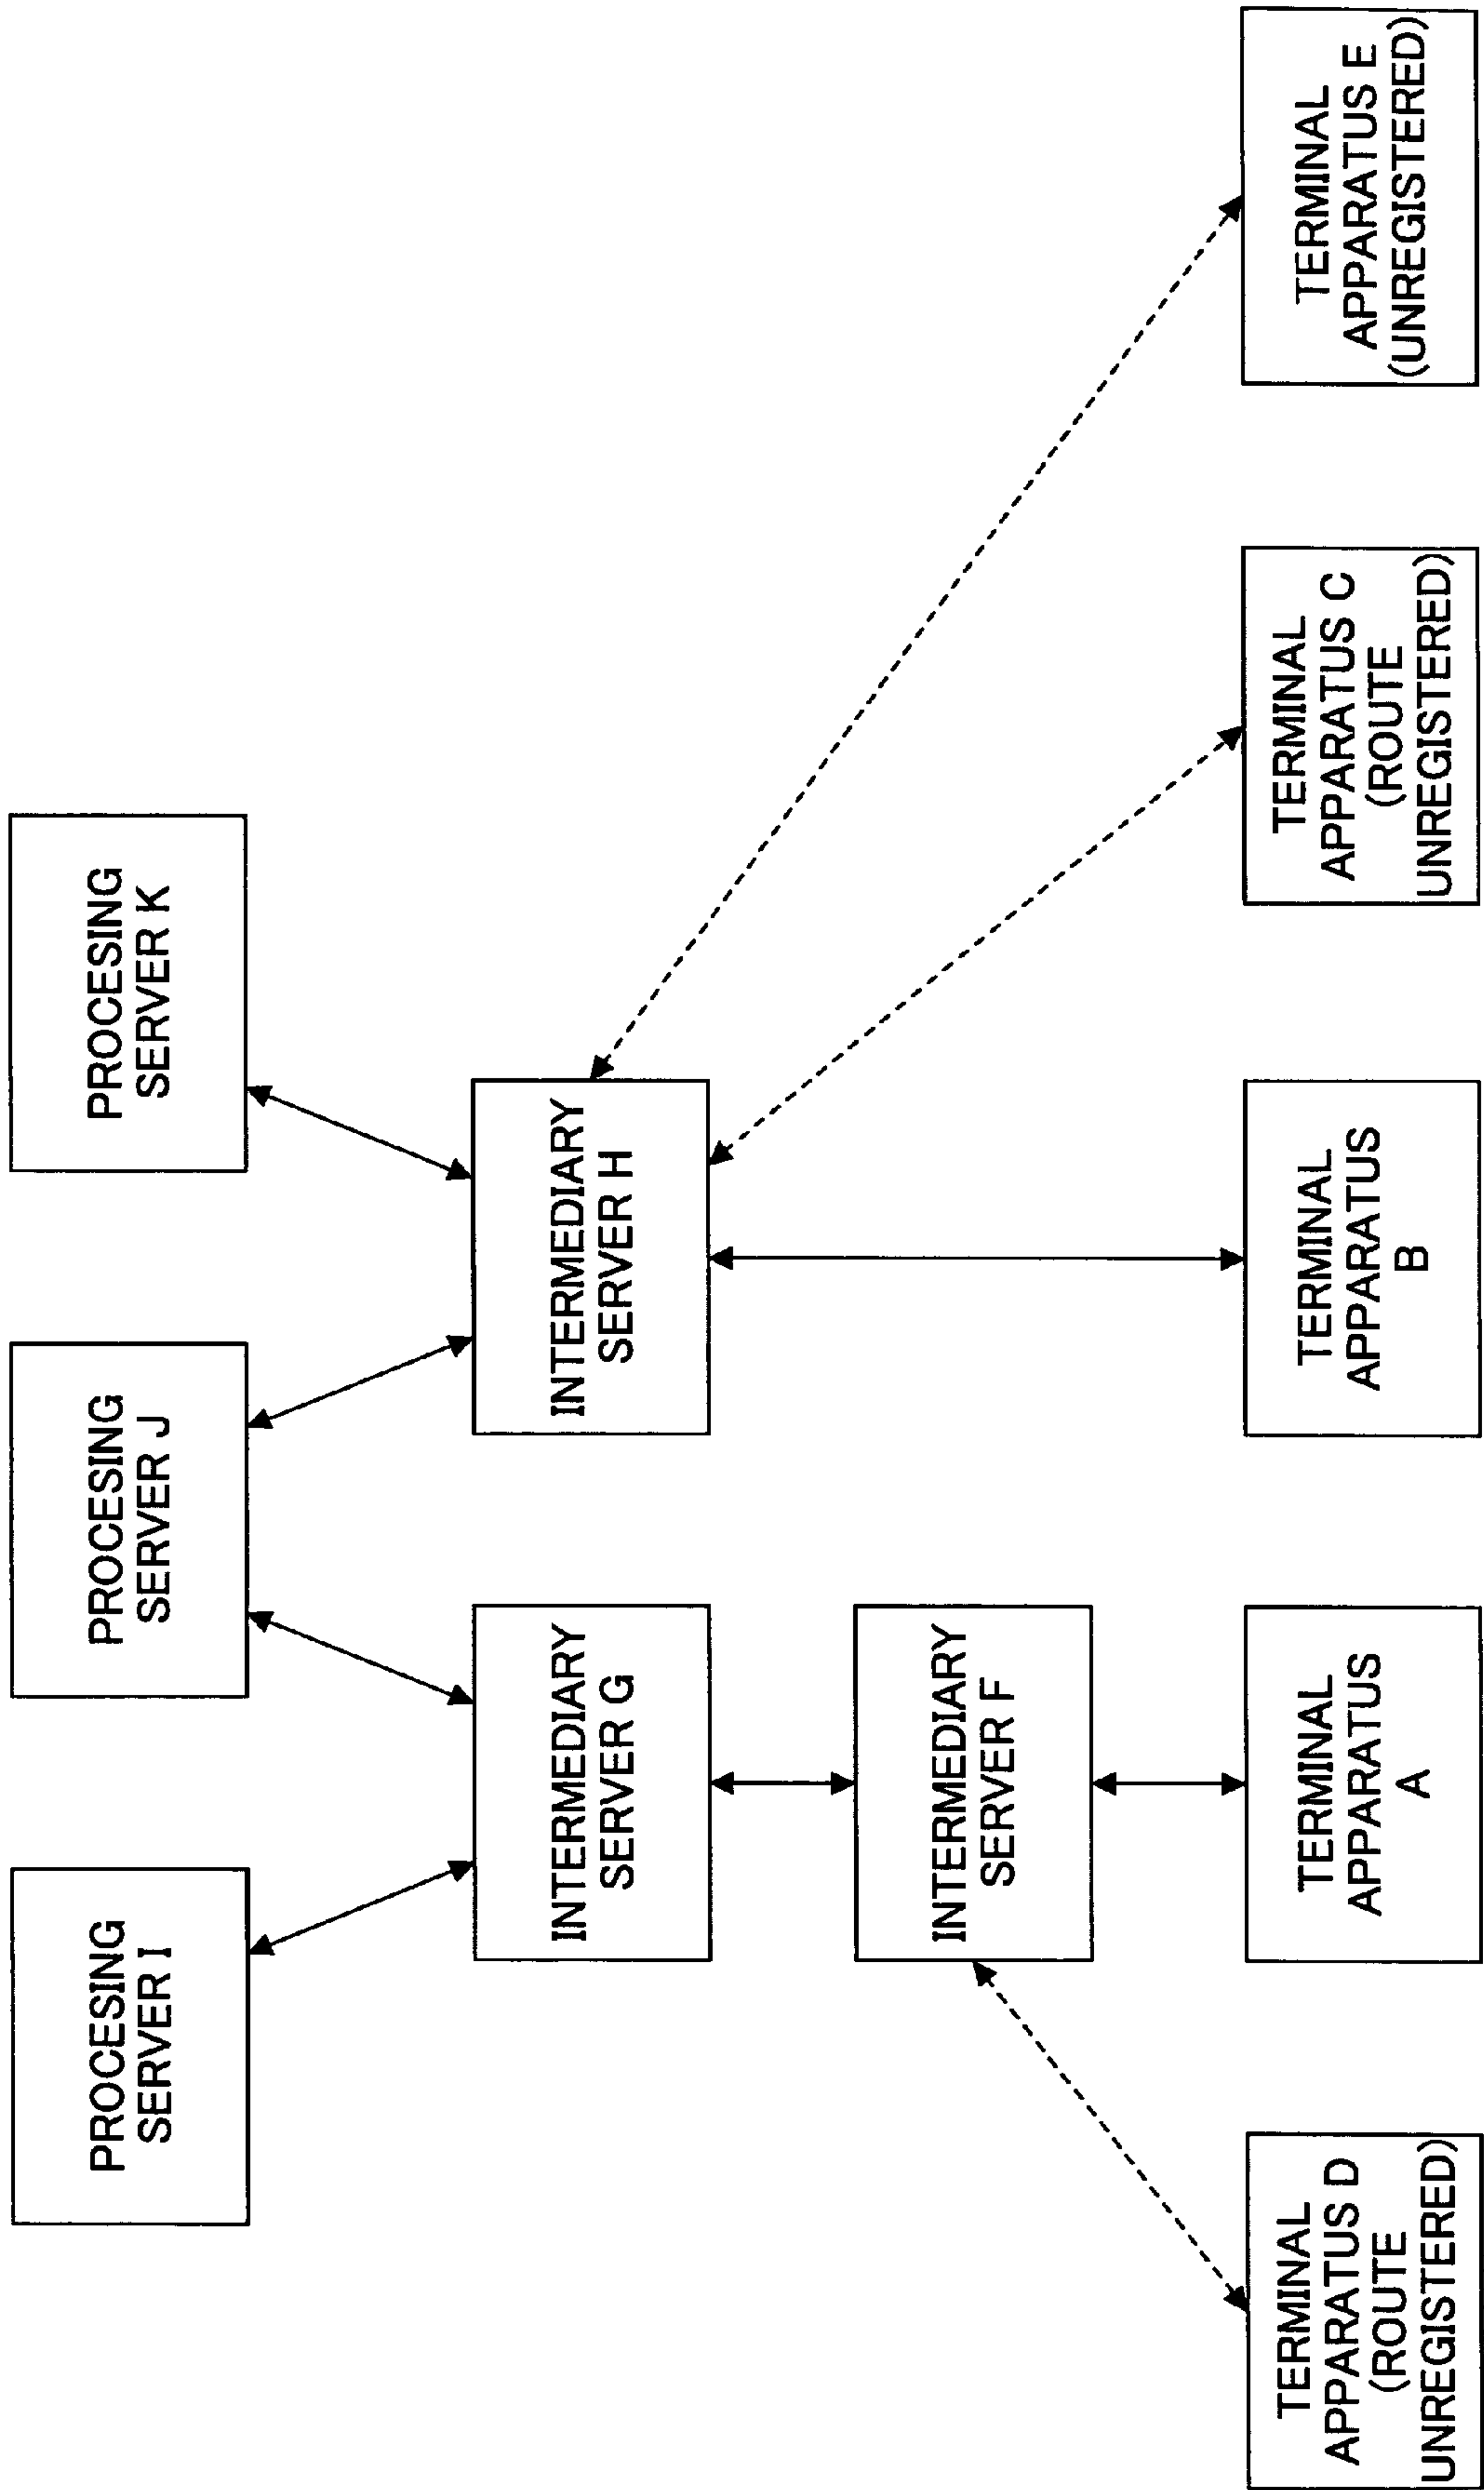 PROCESING
SERVER I
PROCESING
SERVER J
PROCESING
SERVER K
INTERMEDIARY
SERVER G
INTERMEDIARY
SERVER H
INTERMEDIARY
SERVER F
TERMINAL
APPARATUS D
(ROUTE
UNREGISTERED)
TERMINAL
APPARATUS
A
TERMINAL
APPARATUS
B
TERMINAL
APPARATUS C
(ROUTE
UNREGISTERED)
TERMINAL
APPARATUS E
(UNREGISTERED)